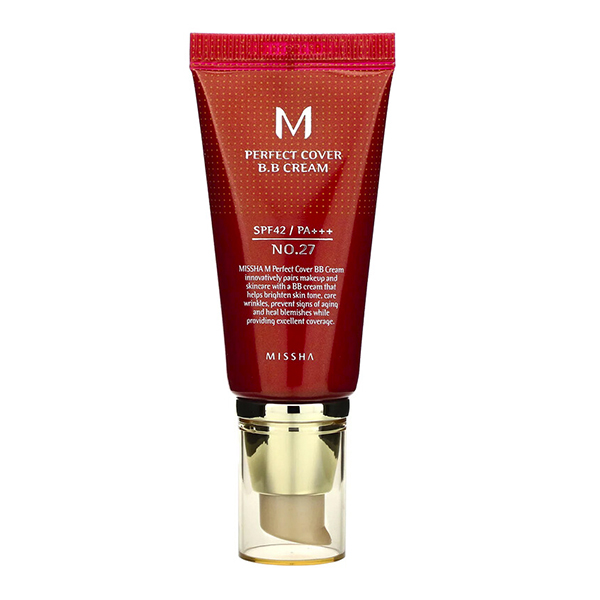 M
PERFECT COVER
B.B CREAM
SPF42 / PA+++
NO.27
MISSHA M Perfect Cover BB Cream
innovatively pairs makeup and
skincare with a BB cream that
helps brighten skin tone, care
wrinkles, prevent signs of aging
and heal blemishes while
providing excellent coverage.
MISSHA